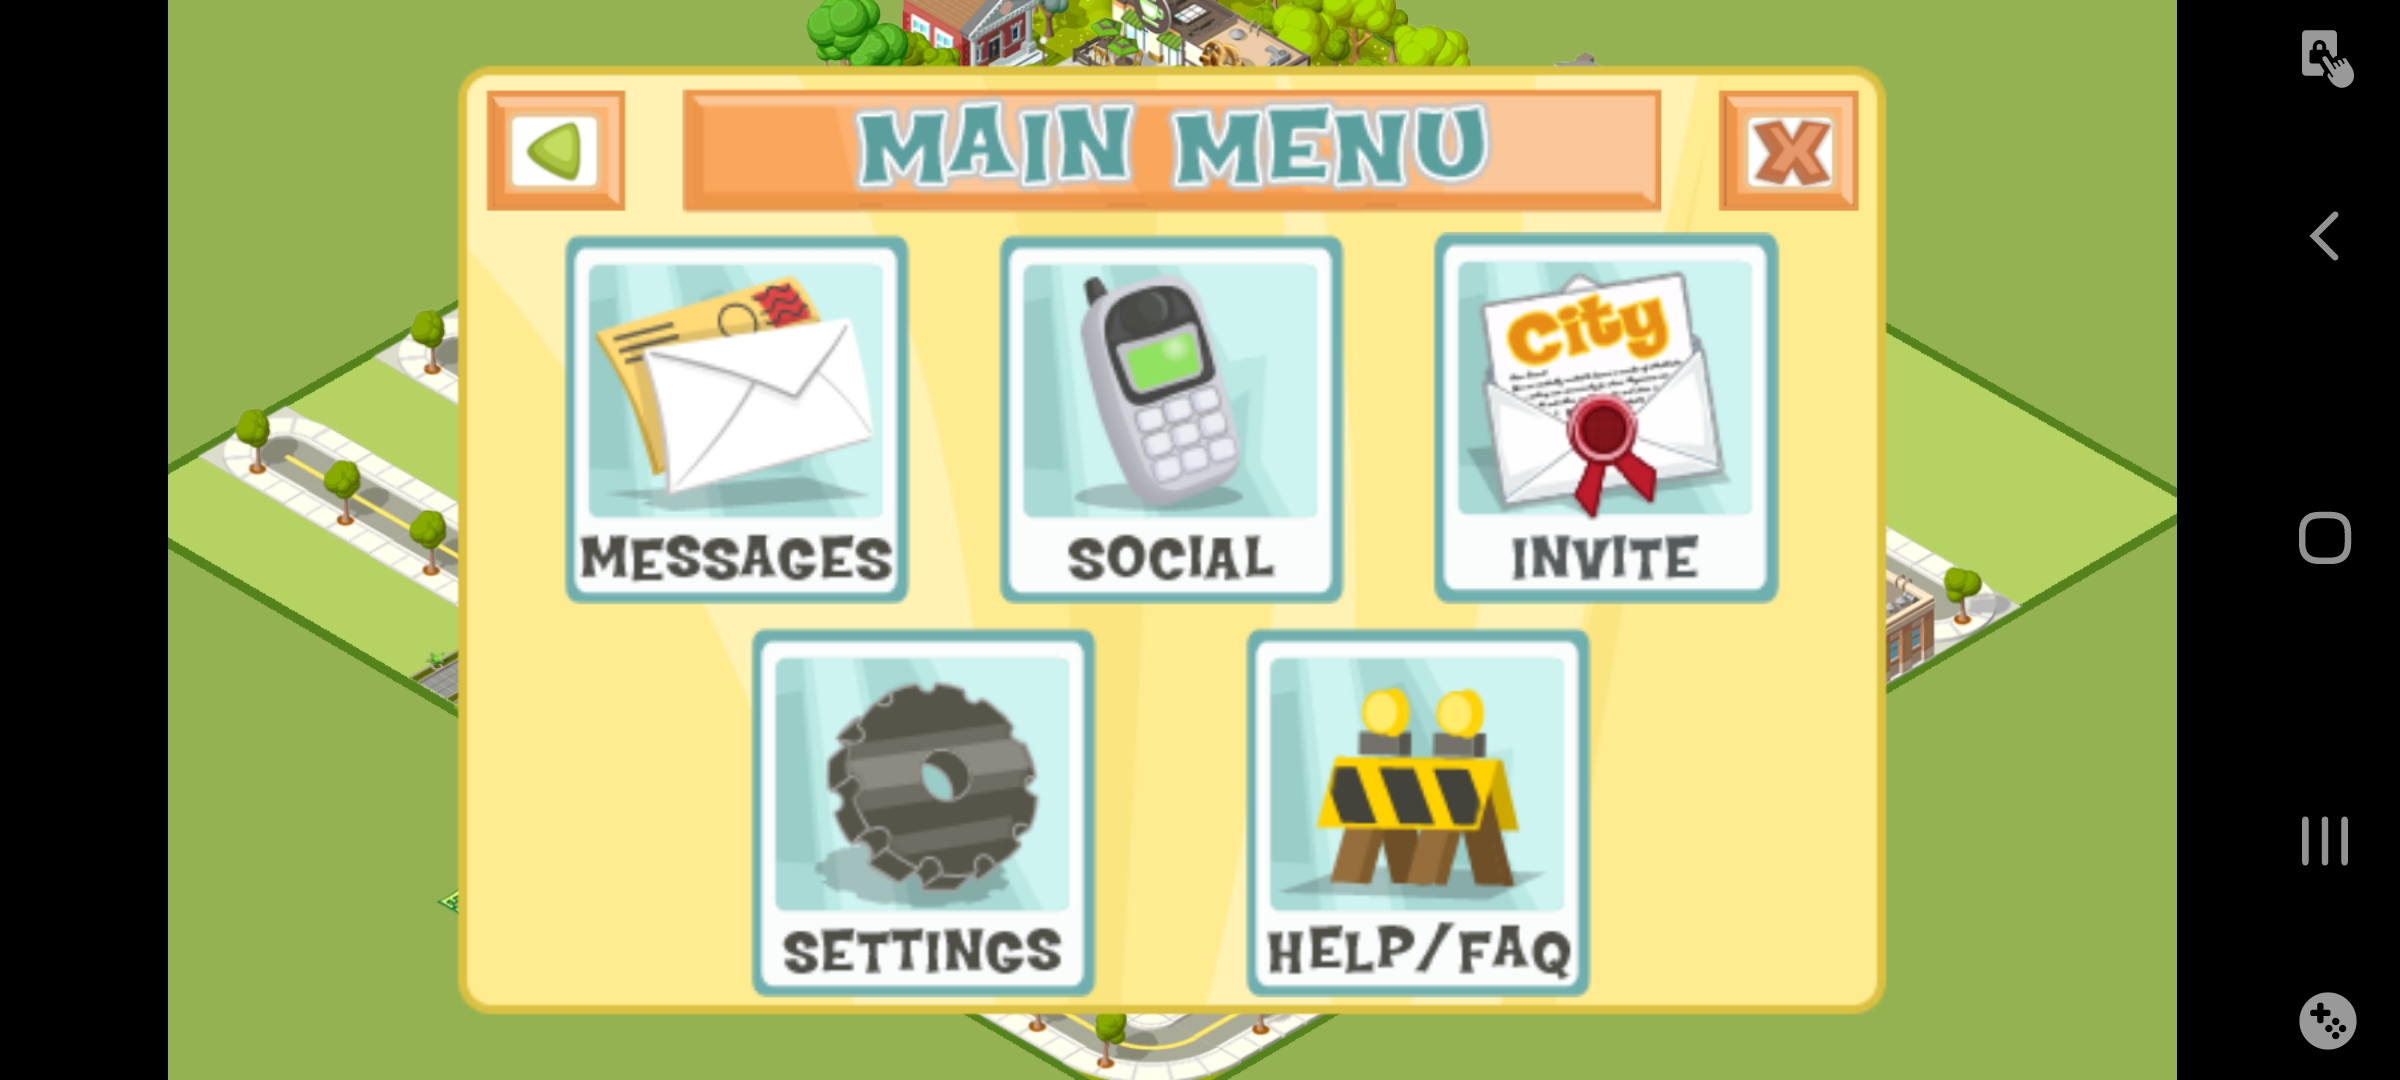 MAIN MENU
City
MESSAGES
SOCIAL
INVITE
SETTINGS
HELP/FAQ